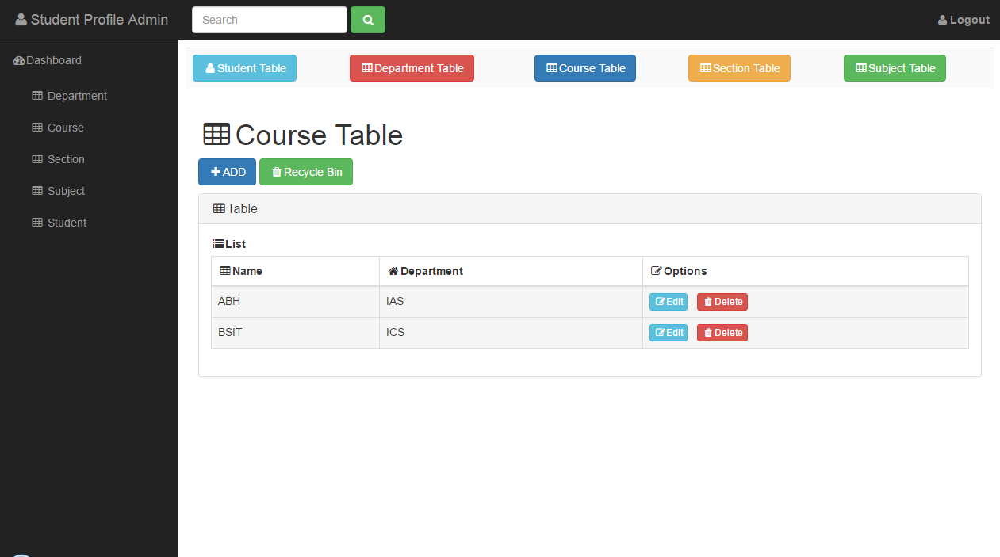 Student Profile Admin Search Logout
Dashboard
Department
Course
Section
Subject
Student
Student Table Department Table Course Table Section Table Subject Table
Course Table
ADD Recycle Bin
Table
List
Name Department Options
ABH IAS Edit Delete
BSIT ICS Edit Delete